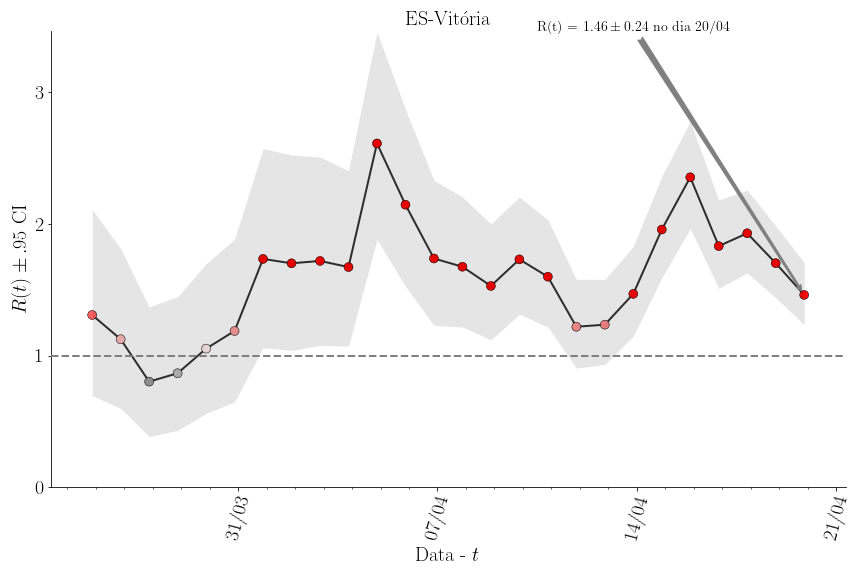 ES-Vitória
R(t) = 1.46 ± 0.24 no dia 20/04
R(t) ± .95 CI
3
2
1
0
31/03
07/04
14/04
21/04
Data - t